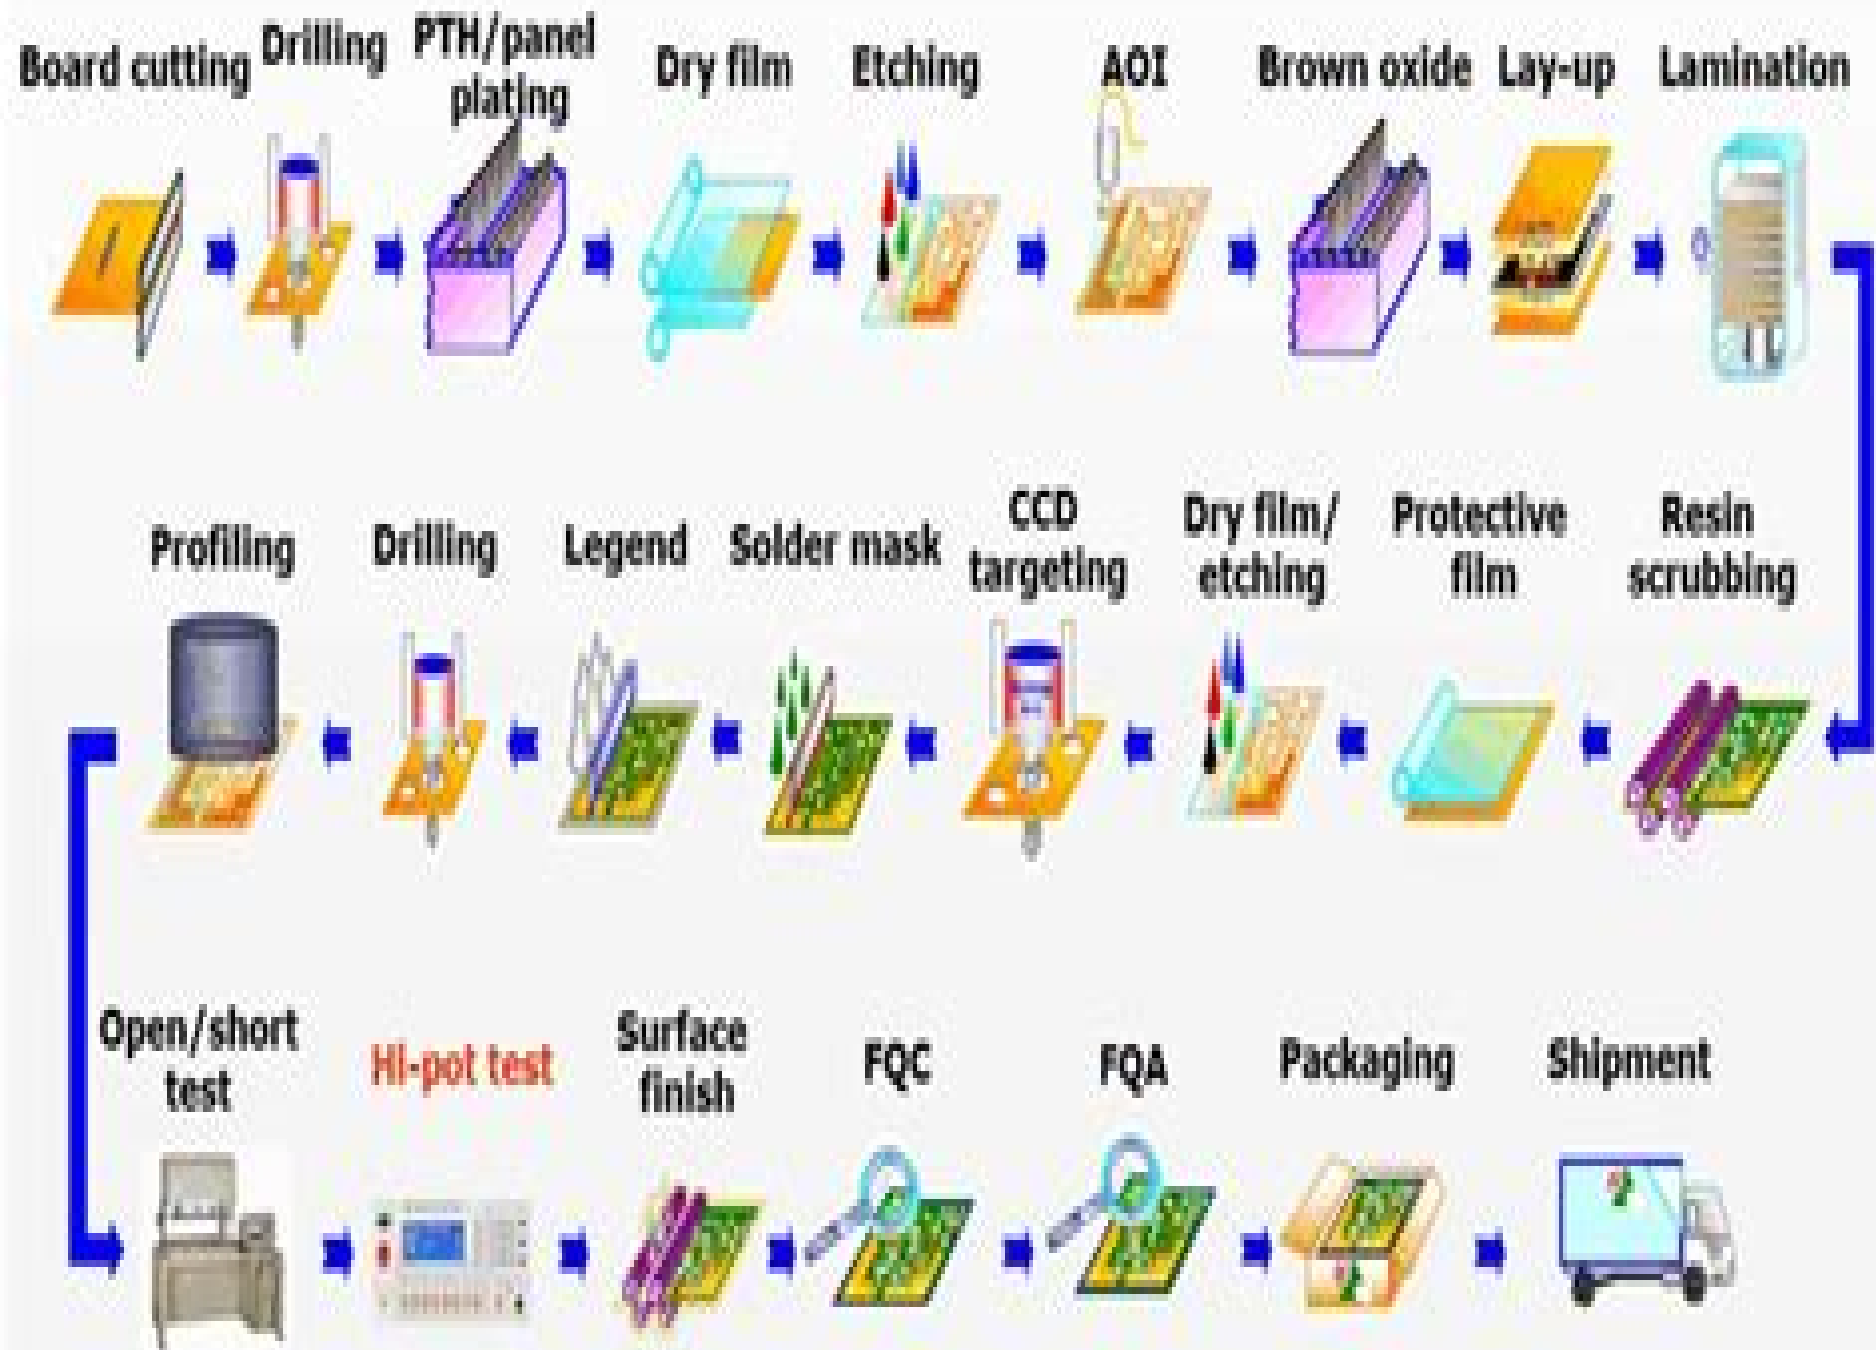 Board cutting
Drilling
PTH/panel
plating
Dry film
Etching
AOI
Brown oxide
Lay-up
Lamination
Profiling
Drilling
Legend
Solder mask
CCD
targeting
Dry film/
etching
Protective
film
Resin
scrubbing
Open/short
test
Hi-pot test
Surface
finish
FQC
FQA
Packaging
Shipment